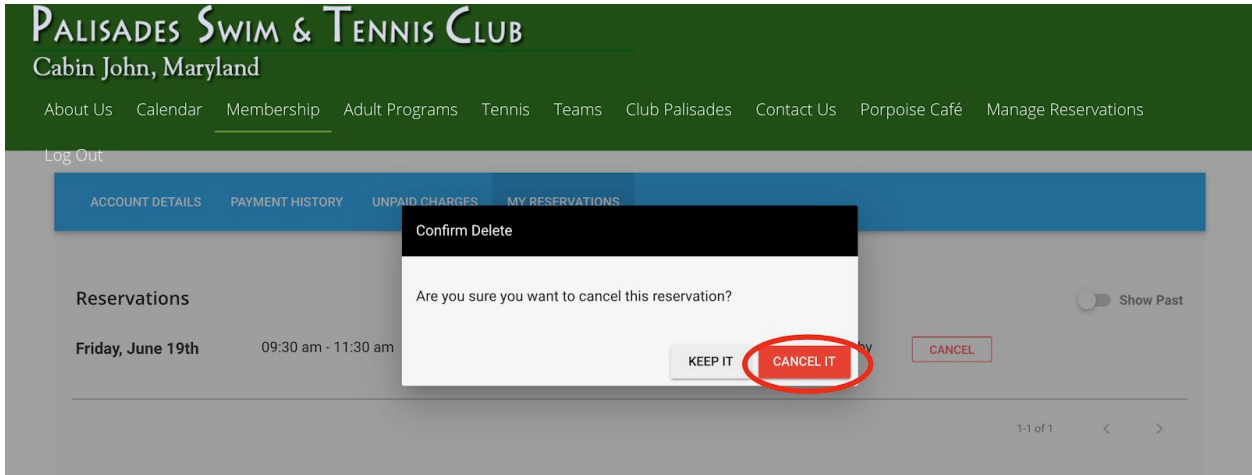 PALISADES SWIM & TENNIS CLUB
Cabin John, Maryland
About Us Calendar Membership Adult Programs Tennis Teams Club Palisades Contact Us Porpoise Café Manage Reservations
Log Out
ACCOUNT DETAILS PAYMENT HISTORY UNPAID CHARGES MY RESERVATIONS
Confirm Delete
Are you sure you want to cancel this reservation?
Reservations
Show Past
Friday, June 19th 09:30 am - 11:30 am CANCEL
KEEP IT CANCEL IT
1-1 of 1